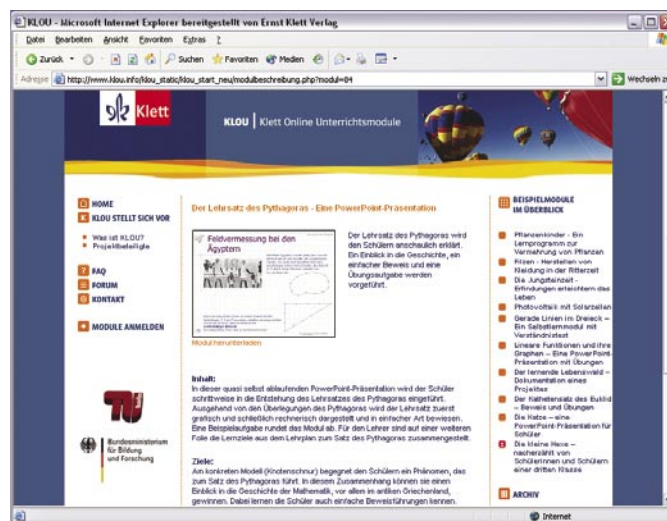 KLOU - Microsoft Internet Explorer bereitgestellt von Ernst Klett Verlag
Datei Bearbeiten Ansicht Favoriten Extras ?
Zurück Suchen Favoriten Medien
Adresse http://www.klou.info/klou_static/klou_start_neu/modulbeschreibung.php?modul=04 Wechseln zu
Klett
KLOU | Klett Online Unterrichtsmodule
HOME
KLOU STELLT SICH VOR
Was ist KLOU?
Projektbeteiligte
FAQ
FORUM
KONTAKT
MODULE ANMELDEN
Bundesministerium
für Bildung
und Forschung
Der Lehrsatz des Pythagoras - Eine PowerPoint-Präsentation
Feldvermessung bei den
Ägyptern
Modul herunterladen
Der Lehrsatz des Pythagoras wird
den Schülern anschaulich erklärt.
Ein Einblick in die Geschichte, ein
einfacher Beweis und eine
Übungsaufgabe werden
vorgeführt.
Inhalt:
In dieser quasi selbst ablaufenden PowerPoint-Präsentation wird der Schüler
schrittweise in die Entstehung des Lehrsatzes des Pythagoras eingeführt.
Ausgehend von den Überlegungen des Pythagoras wird der Lehrsatz zuerst
grafisch und schließlich rechnerisch dargestellt und in einfacher Art bewiesen.
Eine Beispielaufgabe rundet das Modul ab. Für den Lehrer sind auf einer weiteren
Folie die Lernziele aus dem Lehrplan zum Satz des Pythagoras zusammengestellt.
Ziele:
Am konkreten Modell (Knotenschnur) begegnet den Schülern ein Phänomen, das
zum Satz des Pythagoras führt. In diesem Zusammenhang können sie einen
Einblick in die Geschichte der Mathematik, vor allem im antiken Griechenland,
gewinnen. Dabei lernen die Schüler auch einfache Beweisführungen kennen.
BEISPIELMODULE
IM ÜBERBLICK
Pflanzenkinder - Ein
Lernprogramm zur
Vermehrung von Pflanzen
Filzen - Herstellen von
Kleidung in der Ritterzeit
Die Jungsteinzeit -
Erfindungen erleichtern das
Leben
Photovoltaik mit Solarzellen
Gerade Linien im Dreieck –
Ein Selbstlernmodul mit
Verständnistest
Lineare Funktionen und ihre
Graphen – Eine PowerPoint-
Präsentation mit Übungen
Der lernende Lebenswald -
Dokumentation eines
Projektes
Der Kathetensatz des Euklid
– Beweis und Übungen
Die Katze – eine
PowerPoint-Präsentation für
Schüler
Die kleine Hexe –
nacherzählt von
Schülerinnen und Schülern
einer dritten Klasse
ARCHIV
Internet